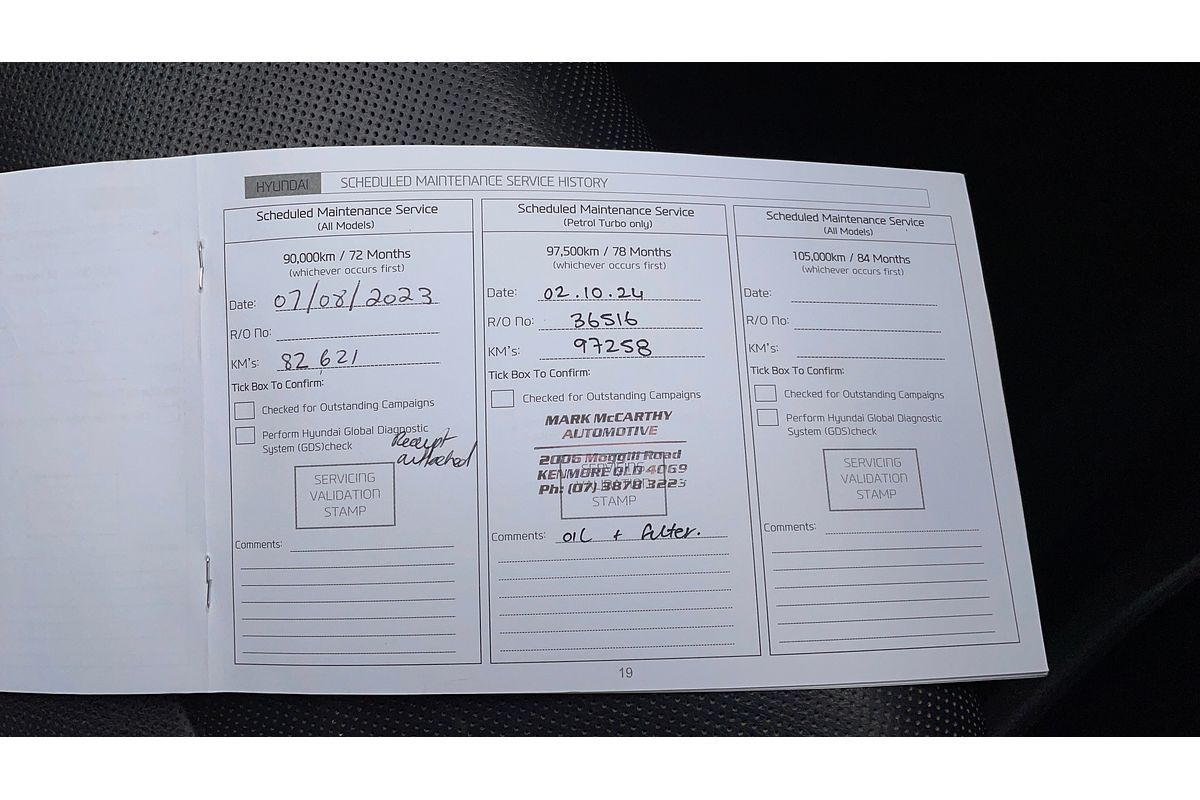 HYUNDAI SCHEDULED MAINTENANCE SERVICE HISTORY
Scheduled Maintenance Service
(All Models)
90,000km / 72 Months
(whichever occurs first)
Date: 07/08/2023
R/O No:
KM's: 82 621
Tick Box To Confirm:
Checked for Outstanding Campaigns
Perform Hyundai Global Diagnostic
System (GDS)check
Receipt
attached
SERVICING
VALIDATION
STAMP
Comments:
Scheduled Maintenance Service
(Petrol Turbo only)
97,500km / 78 Months
(whichever occurs first)
Date: 02.10.24
R/O No: 36516
KM's: 97258
Tick Box To Confirm:
Checked for Outstanding Campaigns
MARK McCARTHY
AUTOMOTIVE
2006 Moggill Road
KENMORE QLD 4069
Ph: (07) 3878 3223
SERVICING
VALIDATION
STAMP
Comments: OIL + Filter.
Scheduled Maintenance Service
(All Models)
105,000km / 84 Months
(whichever occurs first)
Date:
R/O No:
KM's:
Tick Box To Confirm:
Checked for Outstanding Campaigns
Perform Hyundai Global Diagnostic
System (GDS)check
SERVICING
VALIDATION
STAMP
Comments:
19